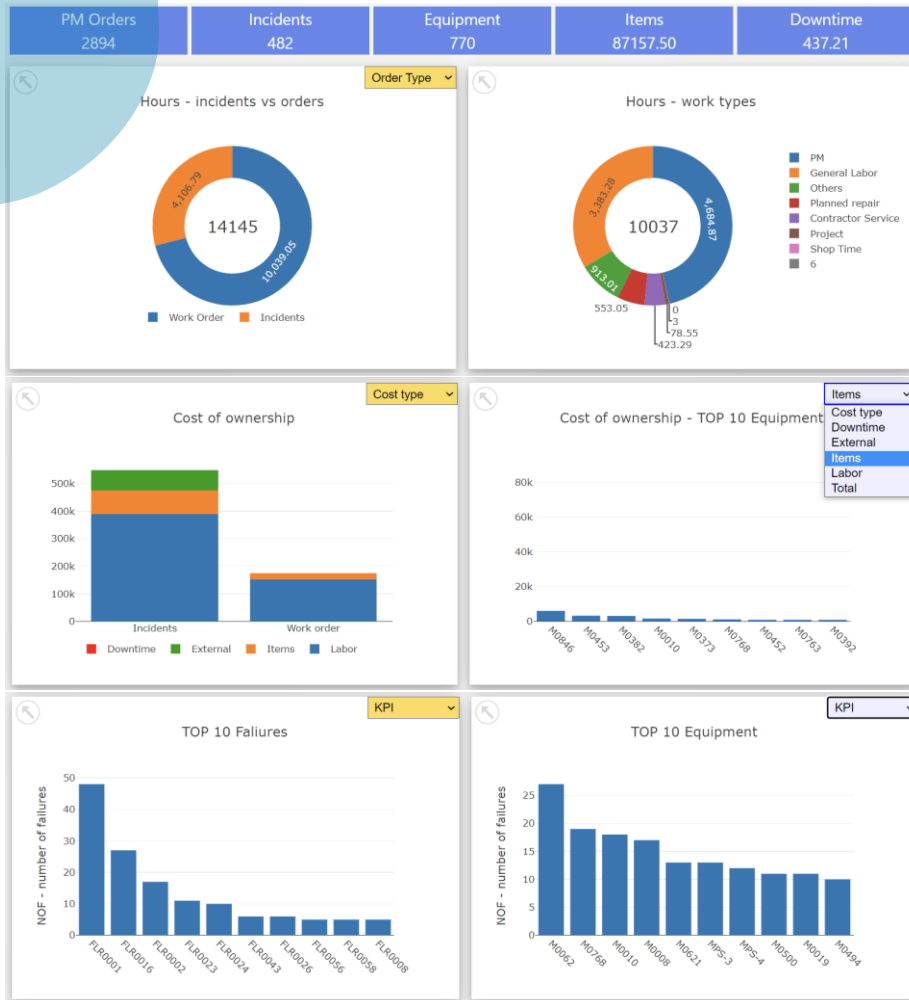 PM Orders
2894
Incidents
482
Equipment
770
Items
87157.50
Downtime
437.21
Order Type
Hours - incidents vs orders
4,106.79
14145
10,039.05
Work Order
Incidents
Hours - work types
3,383.28
4,684.87
10037
913.01
553.05
0
3
78.55
423.29
PM
General Labor
Others
Planned repair
Contractor Service
Project
Shop Time
6
Cost type
Cost of ownership
500k
400k
300k
200k
100k
0
Incidents
Work order
Downtime
External
Items
Labor
Items
Cost type
Downtime
External
Items
Labor
Total
Cost of ownership - TOP 10 Equipment
80k
60k
40k
20k
0
M0846
M0453
M0382
M0010
M0373
M0768
M0452
M0763
M0392
KPI
TOP 10 Faliures
NOF - number of failures
50
40
30
20
10
0
FLR0001
FLR0016
FLR0002
FLR0023
FLR0024
FLR0043
FLR0026
FLR0056
FLR0058
FLR0008
KPI
TOP 10 Equipment
NOF - number of failures
25
20
15
10
5
0
M0062
M0768
M0010
M0008
M0621
MPS-3
MPS-4
M0500
M0019
M0494